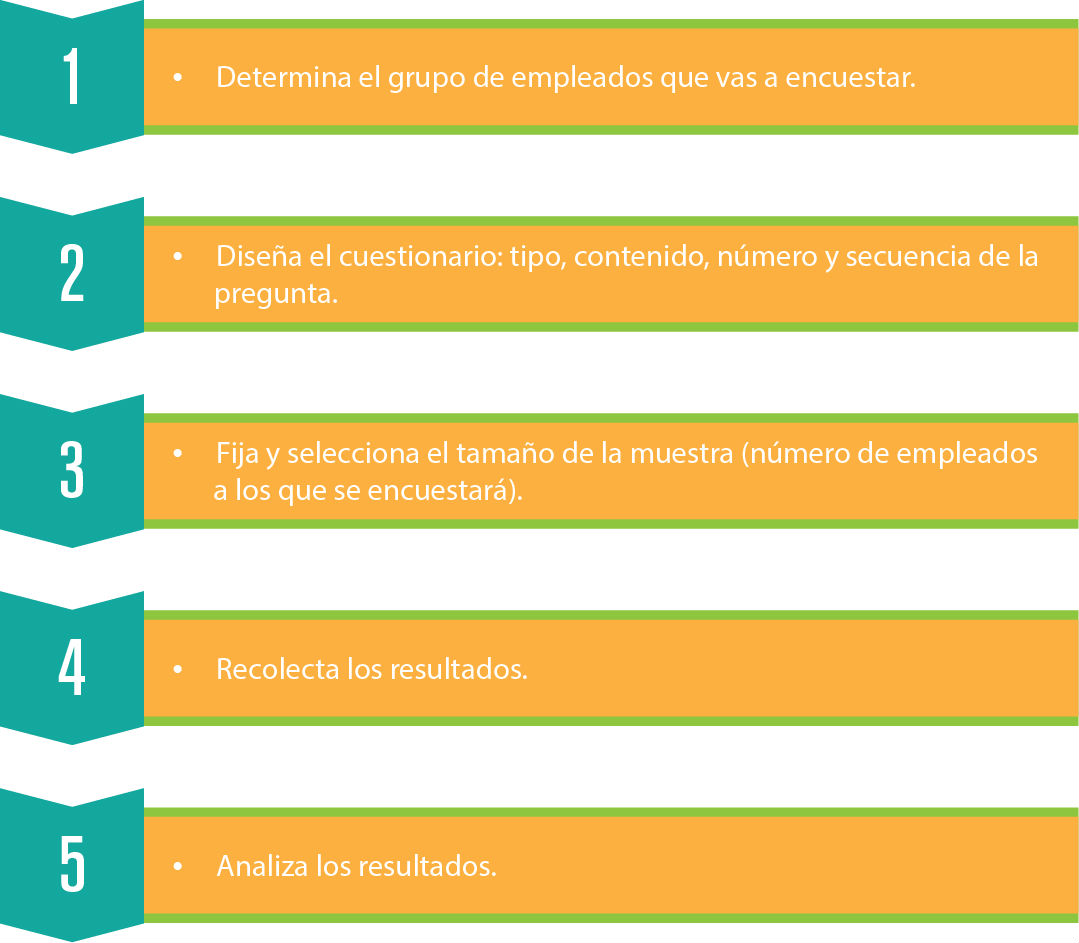 1
• Determina el grupo de empleados que vas a encuestar.
2
• Diseña el cuestionario: tipo, contenido, número y secuencia de la
pregunta.
3
• Fija y selecciona el tamaño de la muestra (número de empleados
a los que se encuestará).
4
• Recolecta los resultados.
5
• Analiza los resultados.